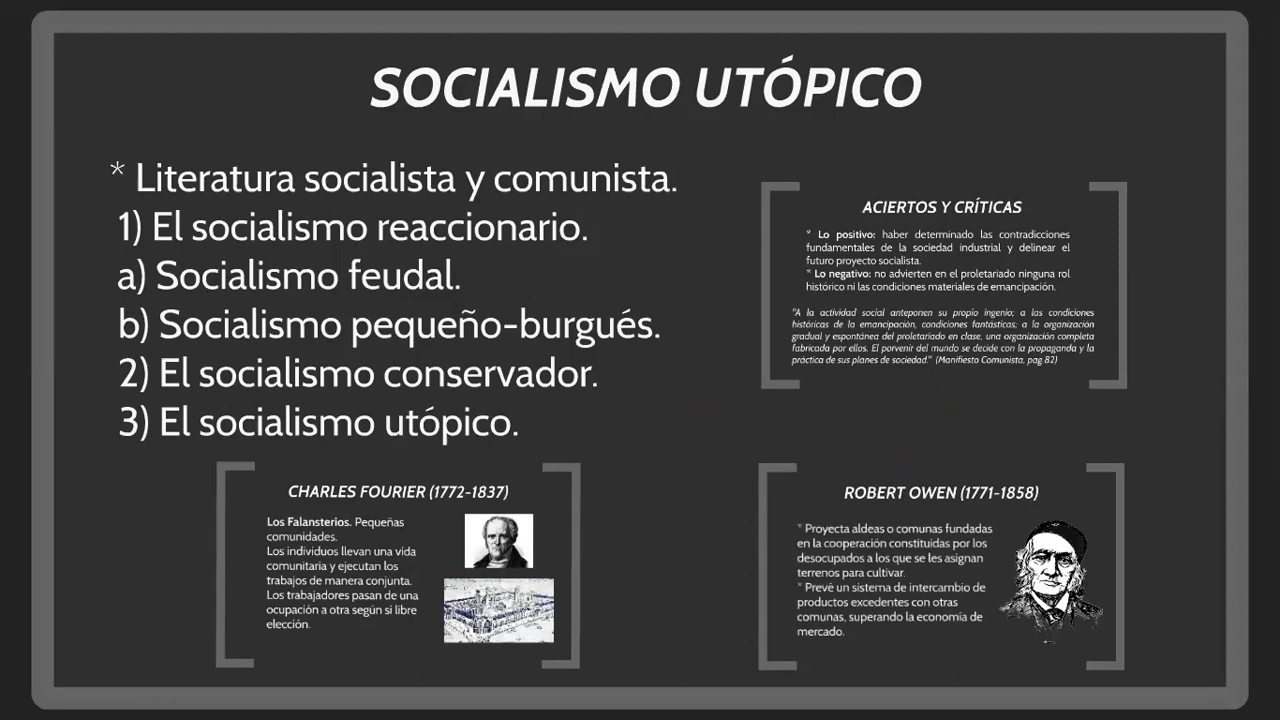 SOCIALISMO UTÓPICO
* Literatura socialista y comunista.
1) El socialismo reaccionario.
a) Socialismo feudal.
b) Socialismo pequeño-burgués.
2) El socialismo conservador.
3) El socialismo utópico.
ACIERTOS Y CRÍTICAS
* Lo positivo: haber determinado las contradicciones
fundamentales de la sociedad industrial y delinear el
futuro proyecto socialista.
* Lo negativo: no advierten en el proletariado ninguna rol
histórico ni las condiciones materiales de emancipación.
"A la actividad social anteponen su propio ingenio; a las condiciones
históricas de la emancipación, condiciones fantásticas; a la organización
gradual y espontánea del proletariado en clase, una organización completa
fabricada por ellos. El porvenir del mundo se decide con la propaganda y la
práctica de sus planes de sociedad." (Manifiesto Comunista, pag 82)
CHARLES FOURIER (1772-1837)
Los Falansterios. Pequeñas
comunidades.
Los individuos llevan una vida
comunitaria y ejecutan los
trabajos de manera conjunta.
Los trabajadores pasan de una
ocupación a otra según si libre
elección.
ROBERT OWEN (1771-1858)
* Proyecta aldeas o comunas fundadas
en la cooperación constituidas por los
desocupados a los que se les asignan
terrenos para cultivar.
* Prevé un sistema de intercambio de
productos excedentes con otras
comunas, superando la economía de
mercado.